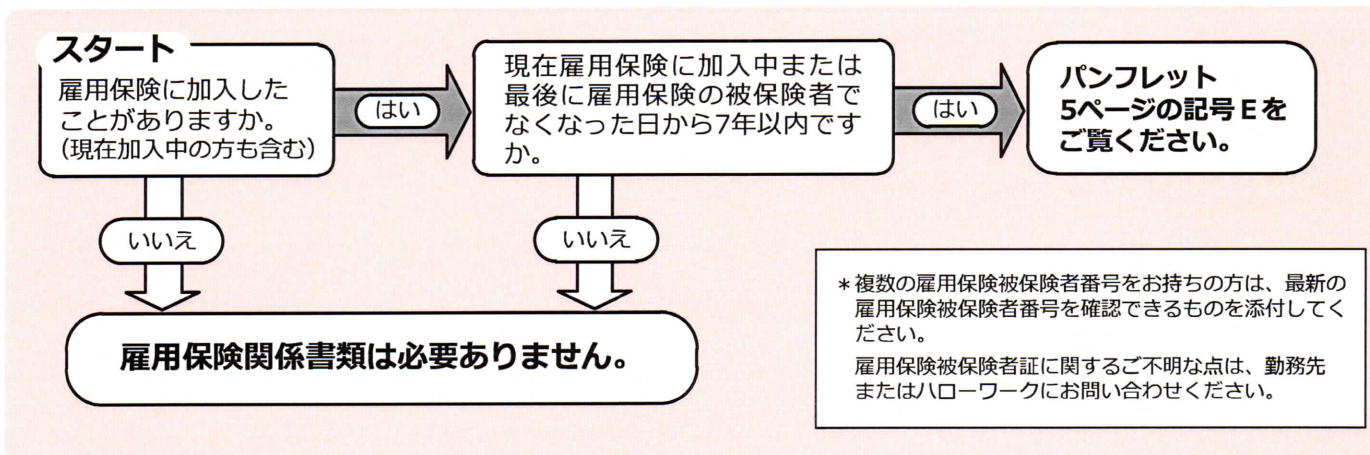 スタート
雇用保険に加入した
ことがありますか。
(現在加入中の方も含む)
はい
現在雇用保険に加入中または
最後に雇用保険の被保険者で
なくなった日から7年以内です
か。
はい
パンフレット
5ページの記号Eを
ご覧ください。
いいえ
いいえ
雇用保険関係書類は必要ありません。
*複数の雇用保険被保険者番号をお持ちの方は、最新の
雇用保険被保険者番号を確認できるものを添付してく
ださい。
雇用保険被保険者証に関するご不明な点は、勤務先
またはハローワークにお問い合わせください。